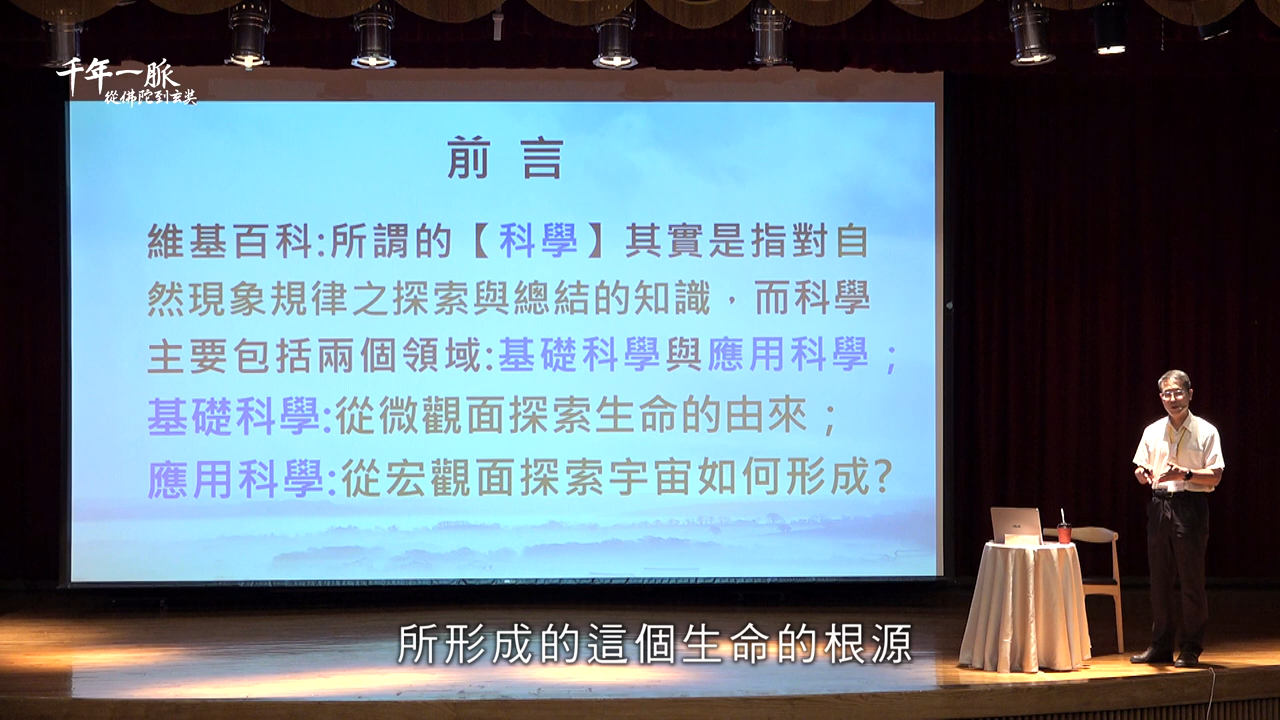 千年一脈
從佛陀到玄奘
前言
維基百科:所謂的【科學】其實是指對自
然現象規律之探索與總結的知識，而科學
主要包括兩個領域:基礎科學與應用科學；
基礎科學:從微觀面探索生命的由來；
應用科學:從宏觀面探索宇宙如何形成?
所形成的這個生命的根源